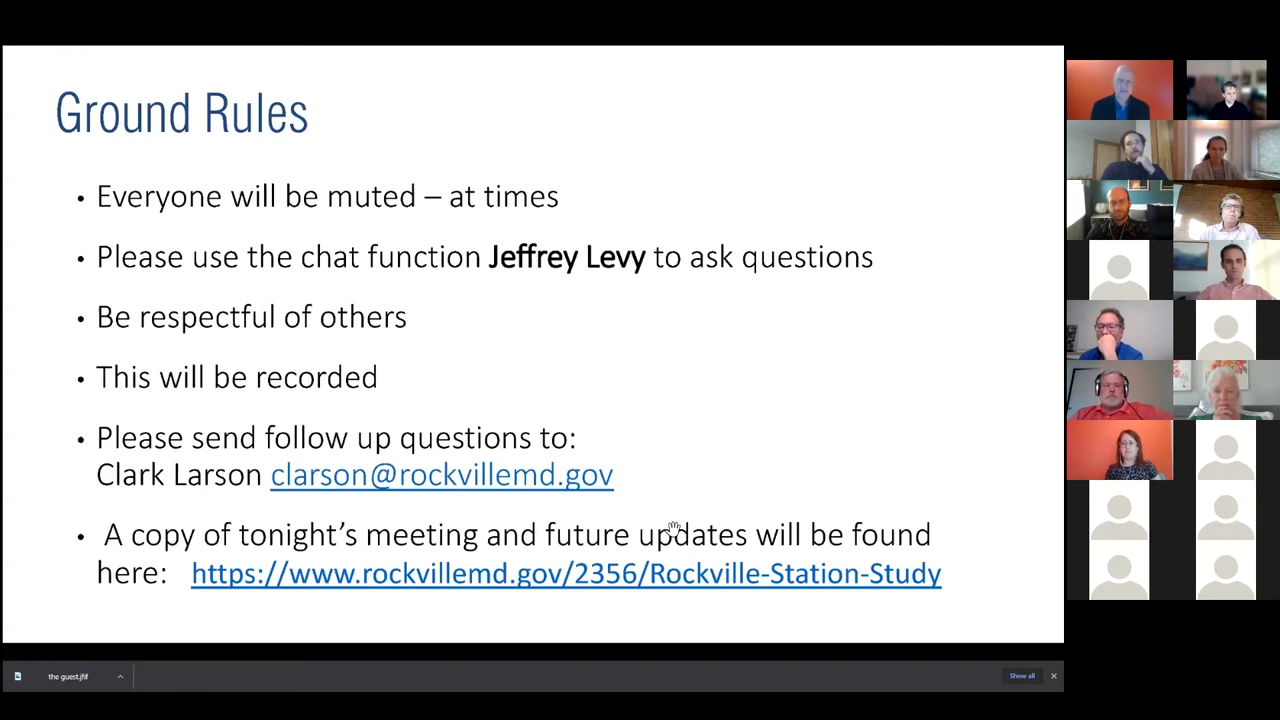 Ground Rules
• Everyone will be muted – at times
• Please use the chat function Jeffrey Levy to ask questions
• Be respectful of others
• This will be recorded
• Please send follow up questions to:
Clark Larson clarson@rockvillemd.gov
• A copy of tonight's meeting and future updates will be found
here: https://www.rockvillemd.gov/2356/Rockville-Station-Study
the guest.jfif
Show all